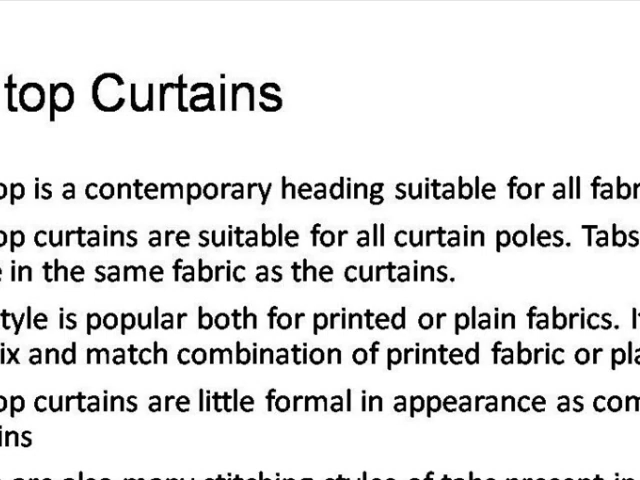 top Curtains
op is a contemporary heading suitable for all fabr
op curtains are suitable for all curtain poles. Tabs
e in the same fabric as the curtains.
tyle is popular both for printed or plain fabrics. I
ix and match combination of printed fabric or pla
op curtains are little formal in appearance as com
ins
are also many stitching styles of tabs present in